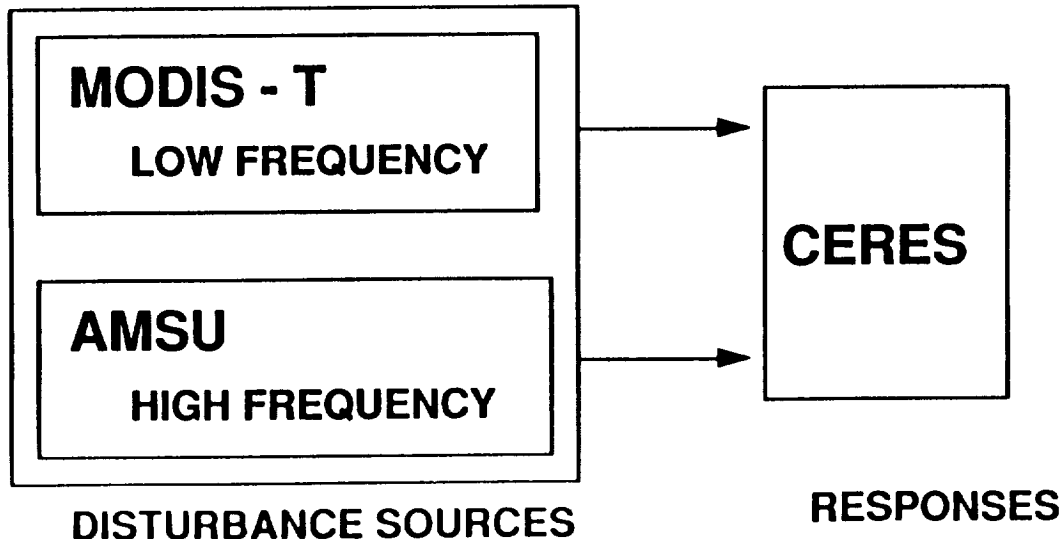 MODIS - T
LOW FREQUENCY
AMSU
HIGH FREQUENCY
CERES
DISTURBANCE SOURCES
RESPONSES